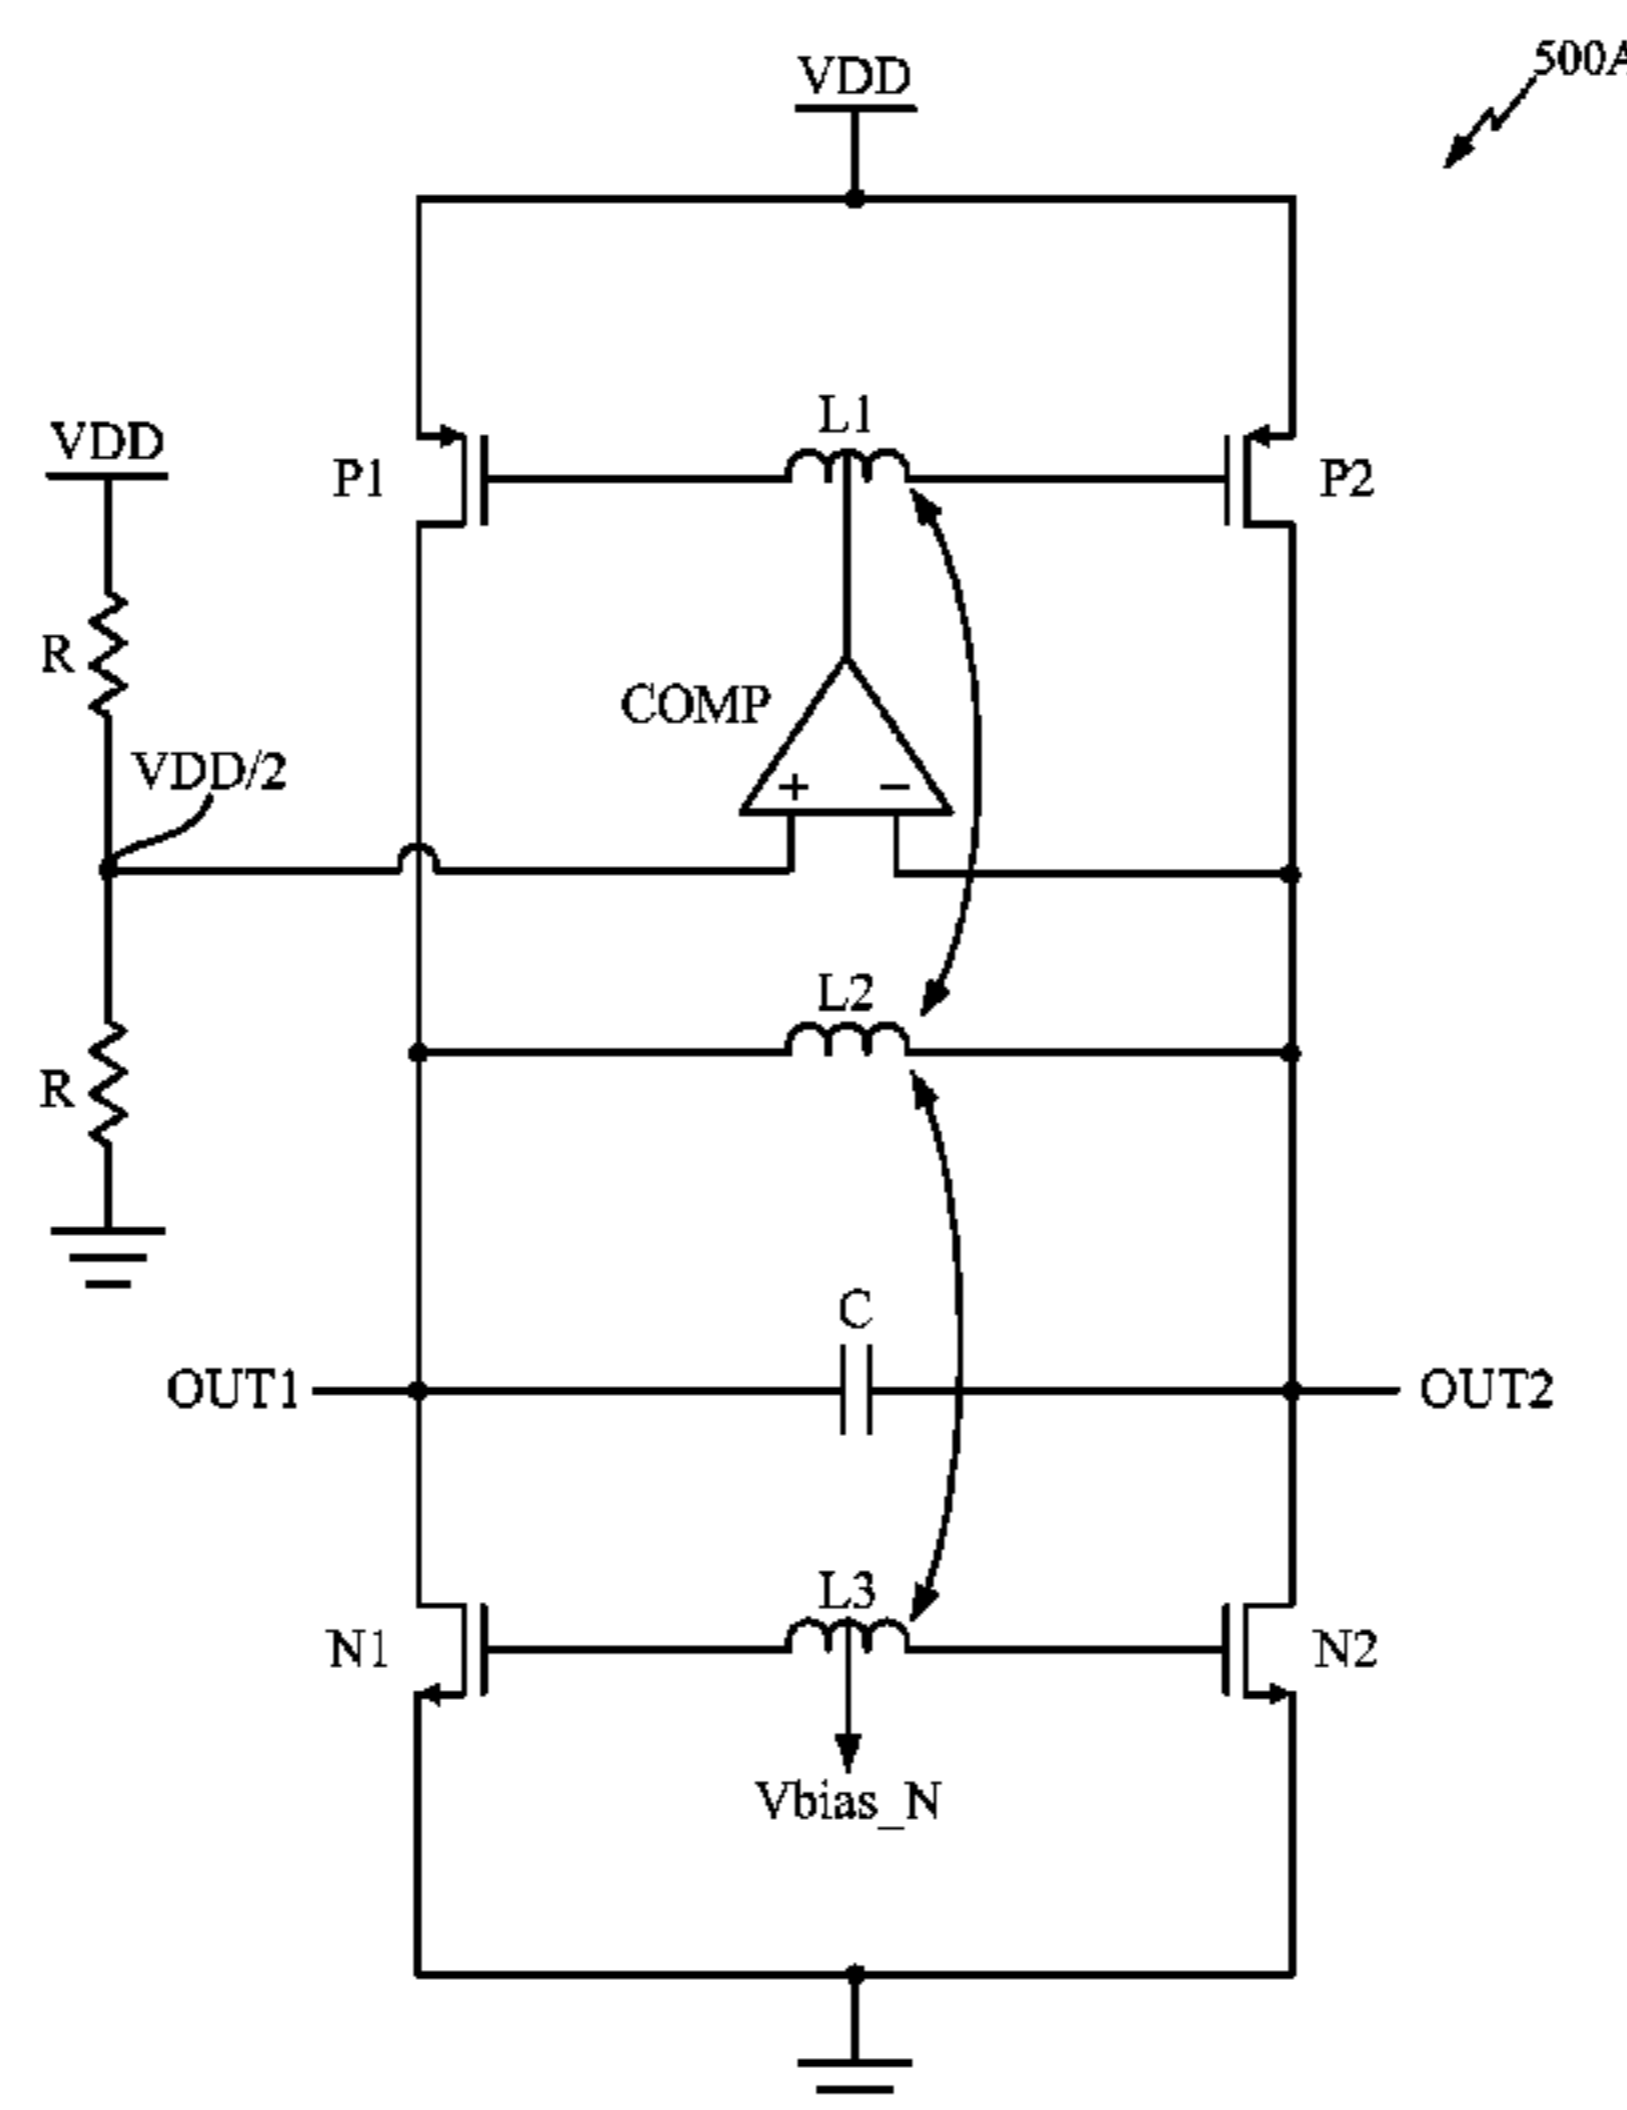 500A
VDD
L1
VDD
P1
P2
R
COMP
VDD/2
+ −
L2
R
C
OUT1
OUT2
L3
N1
N2
Vbias_N